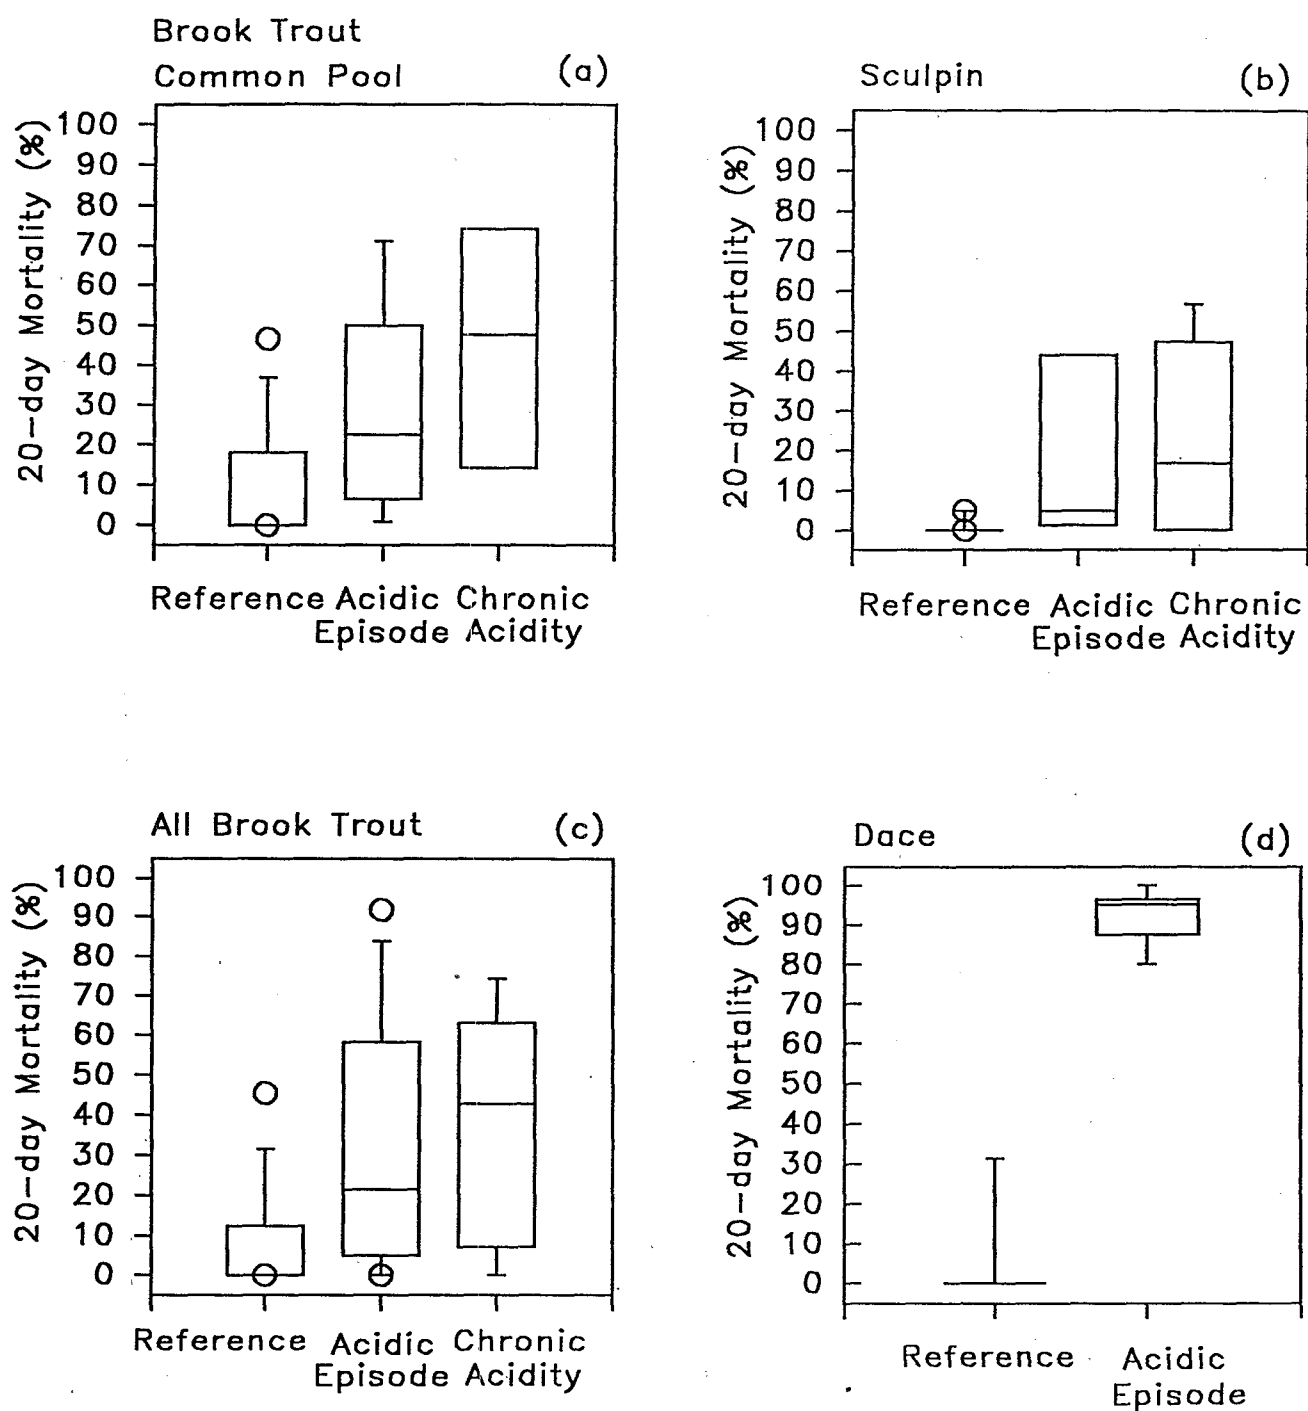 Brook Trout
Common Pool (a)
20-day Mortality (%)
100
90
80
70
60
50
40
30
20
10
0
Reference Acidic Chronic
Episode Acidity
Sculpin (b)
20-day Mortality (%)
100
90
80
70
60
50
40
30
20
10
0
Reference Acidic Chronic
Episode Acidity
All Brook Trout (c)
20-day Mortality (%)
100
90
80
70
60
50
40
30
20
10
0
Reference Acidic Chronic
Episode Acidity
Dace (d)
20-day Mortality (%)
100
90
80
70
60
50
40
30
20
10
0
Reference Acidic
Episode